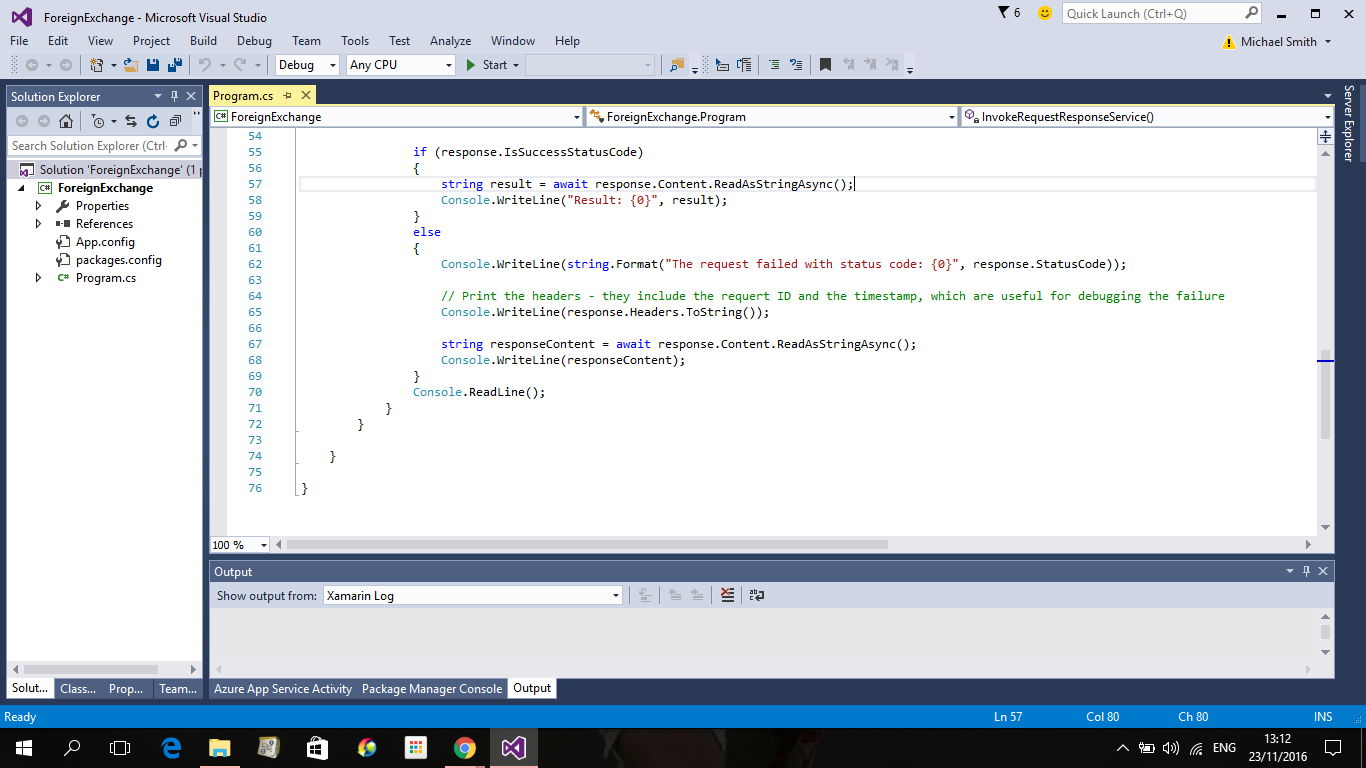 ForeignExchange - Microsoft Visual Studio
6
Quick Launch (Ctrl+Q)
File Edit View Project Build Debug Team Tools Test Analyze Window Help
Michael Smith
Debug Any CPU Start
Solution Explorer
Search Solution Explorer (Ctrl-
Solution 'ForeignExchange' (1 p
ForeignExchange
Properties
References
App.config
packages.config
C# Program.cs
Solut... Class... Prop... Team...
Program.cs
C# ForeignExchange
ForeignExchange.Program
InvokeRequestResponseService()
Server Explorer
54
55 if (response.IsSuccessStatusCode)
56 {
57 string result = await response.Content.ReadAsStringAsync();
58 Console.WriteLine("Result: {0}", result);
59 }
60 else
61 {
62 Console.WriteLine(string.Format("The request failed with status code: {0}", response.StatusCode));
63
64 // Print the headers - they include the requert ID and the timestamp, which are useful for debugging the failure
65 Console.WriteLine(response.Headers.ToString());
66
67 string responseContent = await response.Content.ReadAsStringAsync();
68 Console.WriteLine(responseContent);
69 }
70 Console.ReadLine();
71 }
72 }
73
74 }
75
76 }
100 %
Output
Show output from: Xamarin Log
Azure App Service Activity Package Manager Console Output
Ready Ln 57 Col 80 Ch 80 INS
ENG
13:12
23/11/2016